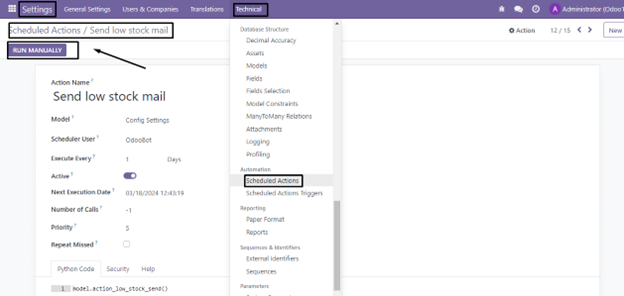 Settings General Settings Users & Companies Translations Technical Administrator (OdooT
Scheduled Actions / Send low stock mail Action 12 / 15 New
RUN MANUALLY
Action Name ?
Send low stock mail
Model ? Config Settings
Scheduler User ? OdooBot
Execute Every ? 1 Days
Active ?
Next Execution Date ? 03/18/2024 12:43:19
Number of Calls ? -1
Priority ? 5
Repeat Missed ?
Python Code Security Help
1 model.action_low_stock_send()
Database Structure
Decimal Accuracy
Assets
Models
Fields
Fields Selection
Model Constraints
ManyToMany Relations
Attachments
Logging
Profiling
Automation
Scheduled Actions
Scheduled Actions Triggers
Reporting
Paper Format
Reports
Sequences & Identifiers
External Identifiers
Sequences
Parameters